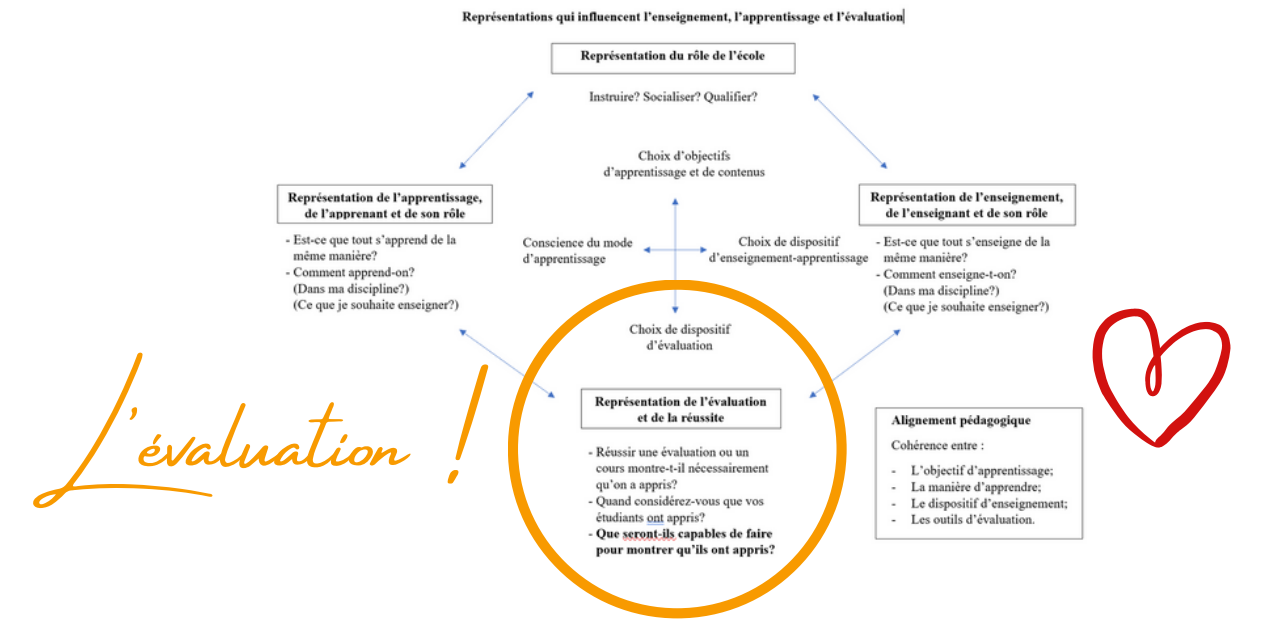 Représentations qui influencent l'enseignement, l'apprentissage et l'évaluation
Représentation du rôle de l'école
Instruire? Socialiser? Qualifier?
Choix d'objectifs
d'apprentissage et de contenus
Représentation de l'apprentissage,
de l'apprenant et de son rôle
- Est-ce que tout s'apprend de la
même manière?
- Comment apprend-on?
(Dans ma discipline?)
(Ce que je souhaite enseigner?)
Conscience du mode
d'apprentissage
Choix de dispositif
d'enseignement-apprentissage
Représentation de l'enseignement,
de l'enseignant et de son rôle
- Est-ce que tout s'enseigne de la
même manière?
- Comment enseigne-t-on?
(Dans ma discipline?)
(Ce que je souhaite enseigner?)
Choix de dispositif
d'évaluation
L'évaluation !
Représentation de l'évaluation
et de la réussite
- Réussir une évaluation ou un
cours montre-t-il nécessairement
qu'on a appris?
- Quand considérez-vous que vos
étudiants ont appris?
- Que seront-ils capables de faire
pour montrer qu'ils ont appris?
Alignement pédagogique
Cohérence entre :
- L'objectif d'apprentissage;
- La manière d'apprendre;
- Le dispositif d'enseignement;
- Les outils d'évaluation.